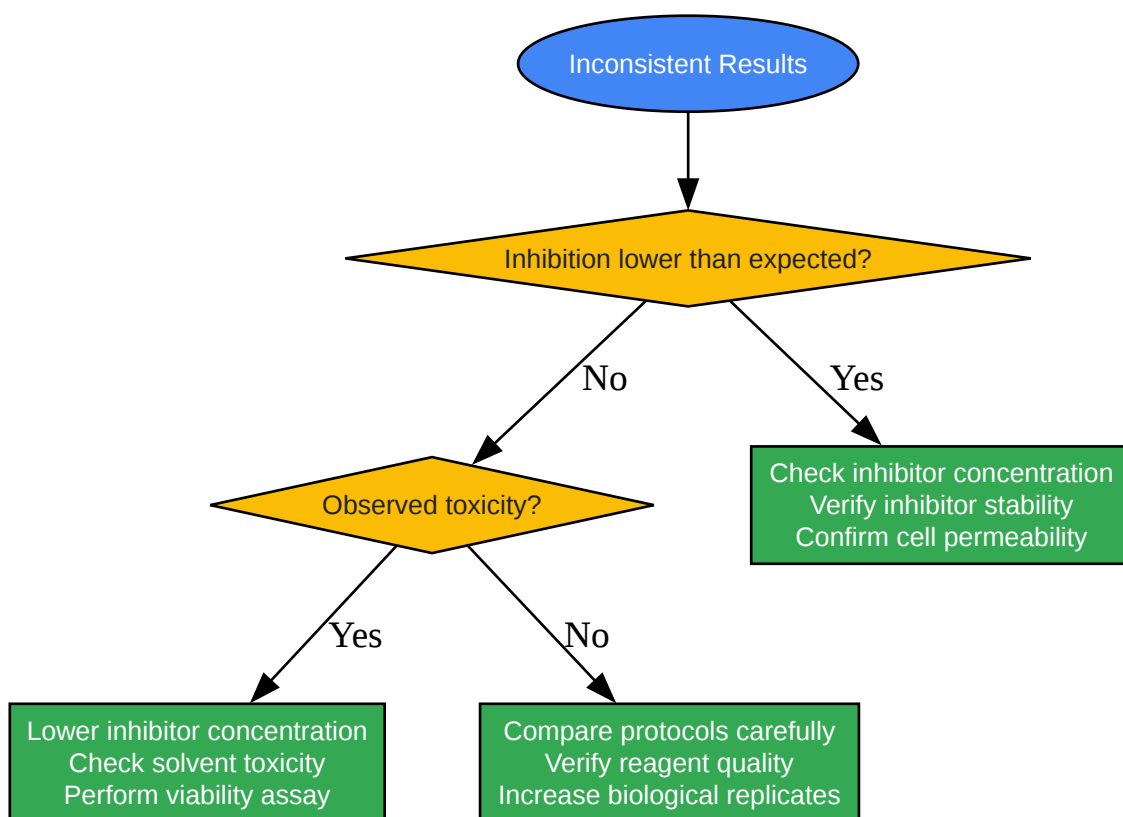 Inconsistent Results
Inhibition lower than expected?
No
Yes
Observed toxicity?
Check inhibitor concentration
Verify inhibitor stability
Confirm cell permeability
Yes
No
Lower inhibitor concentration
Check solvent toxicity
Perform viability assay
Compare protocols carefully
Verify reagent quality
Increase biological replicates